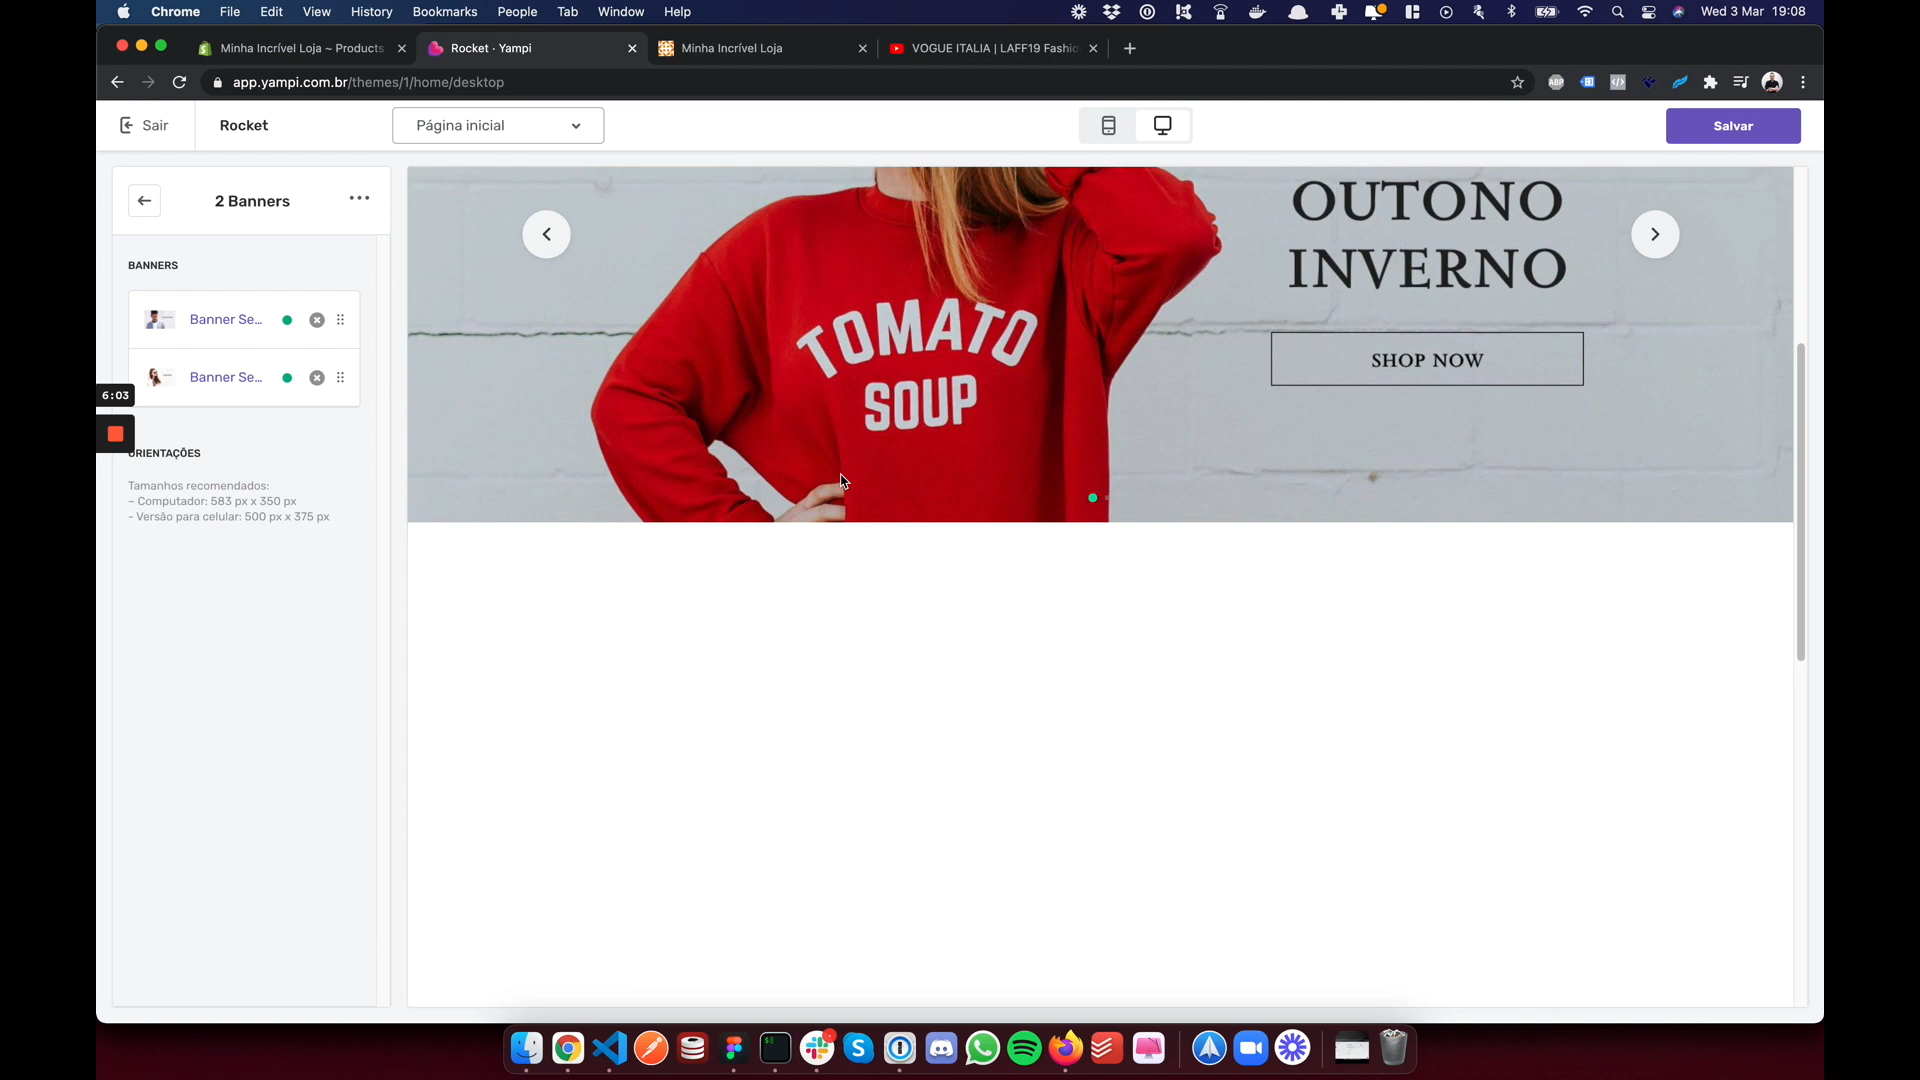 Chrome File Edit View History Bookmarks People Tab Window Help
Wed 3 Mar 19:08
Minha Incrível Loja ~ Products
Rocket · Yampi
Minha Incrível Loja
VOGUE ITALIA | LAFF19 Fashio
app.yampi.com.br/themes/1/home/desktop
ABP
Sair
Rocket
Página inicial
Salvar
2 Banners
BANNERS
Banner Se...
Banner Se...
6:03
ORIENTAÇÕES
Tamanhos recomendados:
– Computador: 583 px x 350 px
- Versão para celular: 500 px x 375 px
OUTONO
INVERNO
SHOP NOW
TOMATO
SOUP